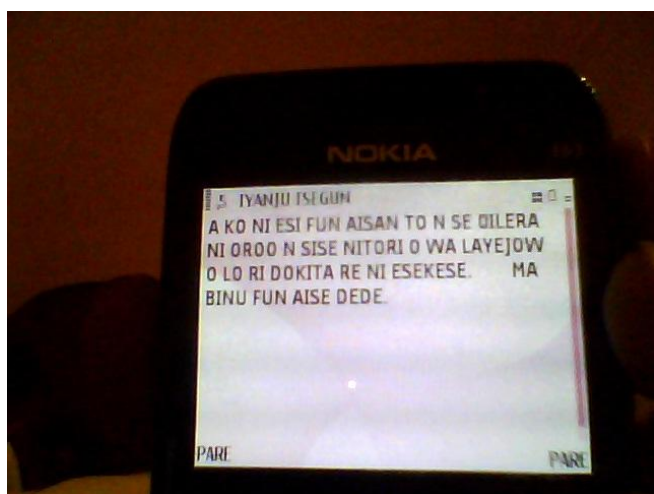 NOKIA
IYANJU ISEGUN
A KO NI ESI FUN AISAN TO N SE OILERA
NI OROO N SISE NITORI O WA LAYEJOW
O LO RI DOKITA RE NI ESEKESE. MA
BINU FUN AISE DEDE.
PARE PARE